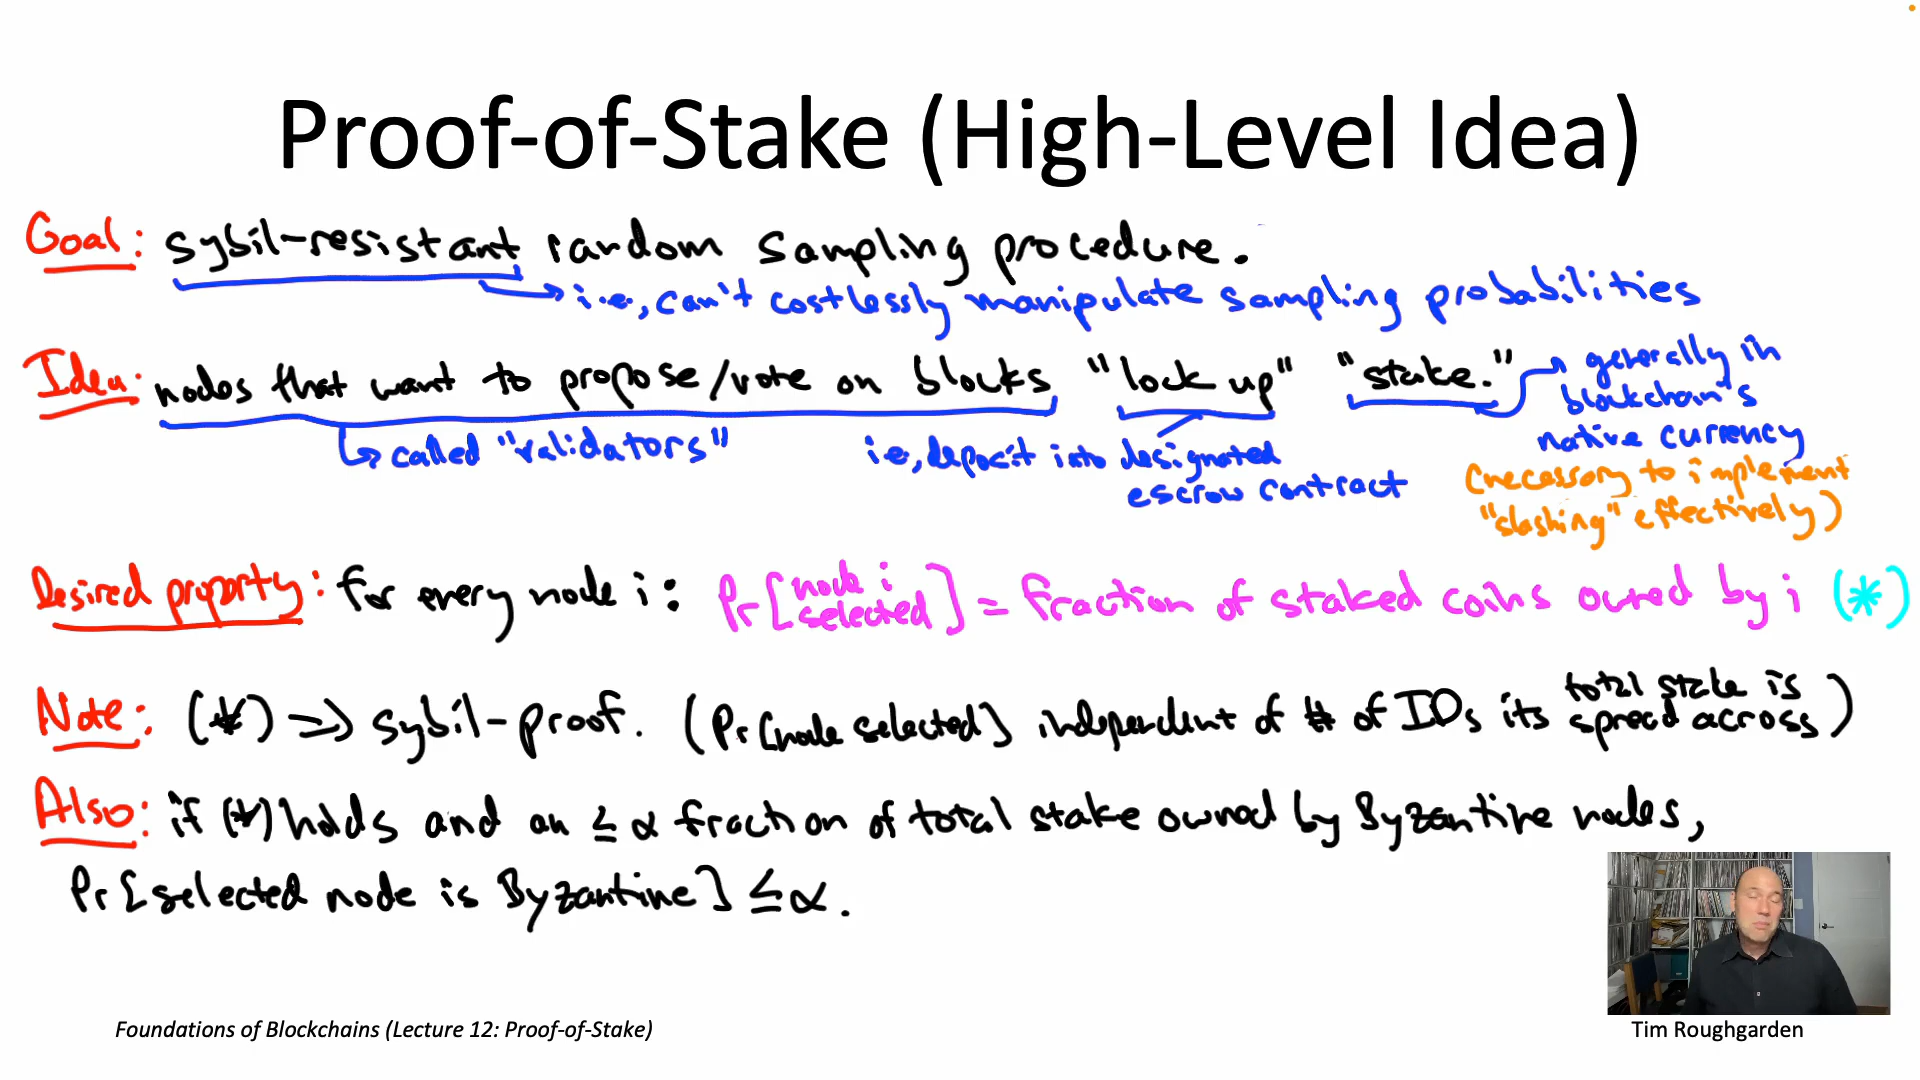 Proof-of-Stake (High-Level Idea)
Goal: sybil-resistant random sampling procedure.
i.e., can't costlessly manipulate sampling probabilities
Idea: nodes that want to propose/vote on blocks "lock up" "stake."
generally in
blockchain's
native currency
(necessary to implement
"slashing" effectively)
called "validators"
i.e., deposit into designated
escrow contract
Desired property: for every node i: Pr[node i selected] = fraction of staked coins owned by i (*)
Note: (*) => sybil-proof. (Pr[node selected] independent of # of IDs its total stake is spread across)
Also: if (*) holds and an ≤ α fraction of total stake owned by Byzantine nodes,
Pr[selected node is Byzantine] ≤ α.
Foundations of Blockchains (Lecture 12: Proof-of-Stake)
Tim Roughgarden